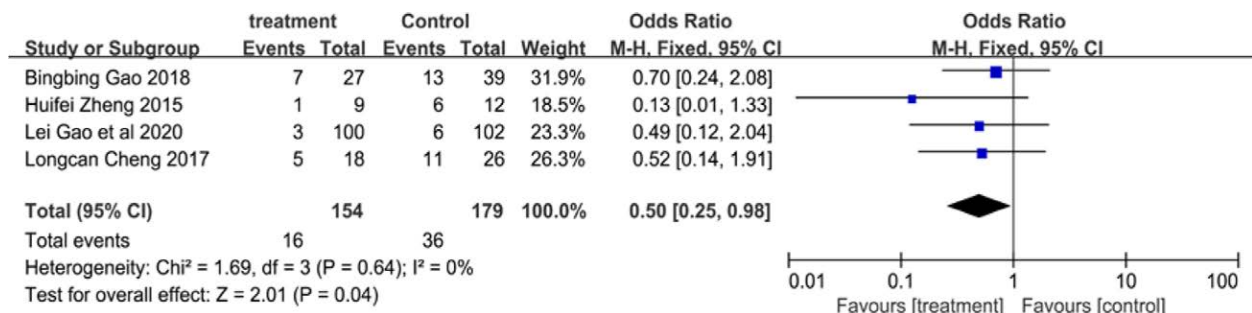 treatment Control Odds Ratio Odds Ratio
Study or Subgroup Events Total Events Total Weight M-H, Fixed, 95% CI M-H, Fixed, 95% CI
Bingbing Gao 2018 7 27 13 39 31.9% 0.70 [0.24, 2.08]
Huifei Zheng 2015 1 9 6 12 18.5% 0.13 [0.01, 1.33]
Lei Gao et al 2020 3 100 6 102 23.3% 0.49 [0.12, 2.04]
Longcan Cheng 2017 5 18 11 26 26.3% 0.52 [0.14, 1.91]
Total (95% CI) 154 179 100.0% 0.50 [0.25, 0.98]
Total events 16 36
Heterogeneity: Chi² = 1.69, df = 3 (P = 0.64); I² = 0%
Test for overall effect: Z = 2.01 (P = 0.04)
0.01 0.1 1 10 100
Favours [treatment] Favours [control]